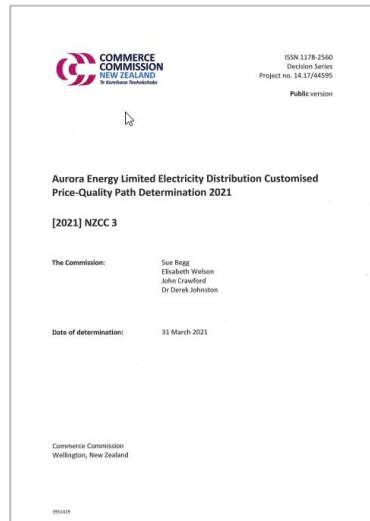 COMMERCE
COMMISSION
NEW ZEALAND
Te Komihana Tauhokohoko
ISSN 1178-2560
Decision Series
Project no. 14.17/44595
Public version
Aurora Energy Limited Electricity Distribution Customised
Price-Quality Path Determination 2021
[2021] NZCC 3
The Commission:
Sue Begg
Elisabeth Welson
John Crawford
Dr Derek Johnston
Date of determination:
31 March 2021
Commerce Commission
Wellington, New Zealand
3951419